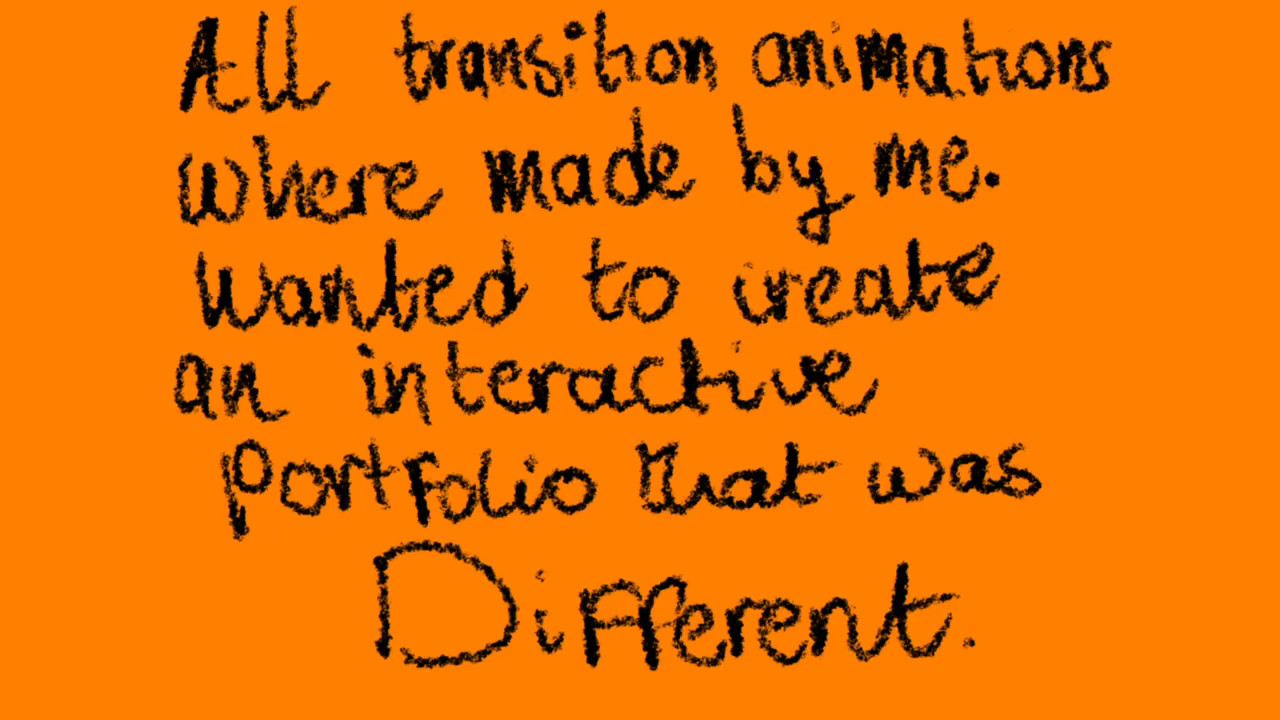 All transition animations
where made by me.
Wanted to create
an interactive
portfolio that was
Different.